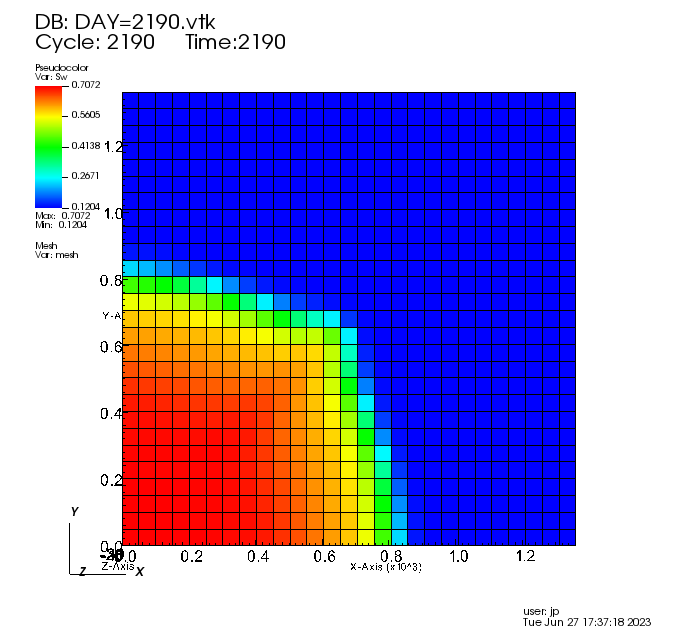 DB: DAY=2190.vtk
Cycle: 2190 Time:2190
Pseudocolor
Var: Sw
0.7072
0.5605
0.4138
0.2671
0.1204
Max: 0.7072
Min: 0.1204
Mesh
Var: mesh
1.2
1.0
0.8
Y-A
0.6
0.4
0.2
0.0
0.0 0.2 0.4 0.6 0.8 1.0 1.2
Z-Axis
X-Axis (x10^3)
Y
Z X
user: jp
Tue Jun 27 17:37:18 2023